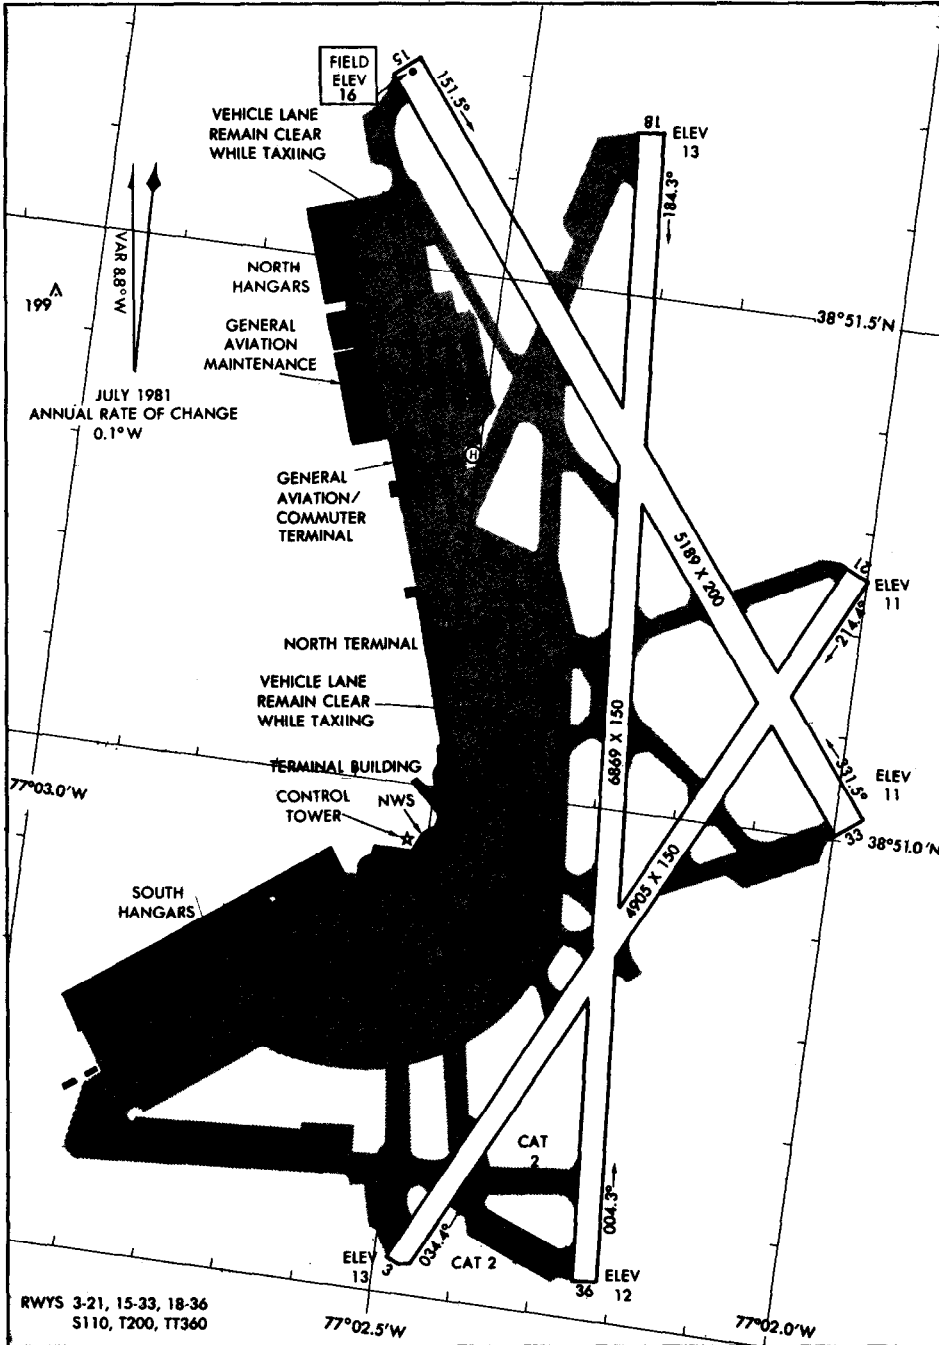 FIELD
ELEV
16
15
151.5°
VEHICLE LANE
REMAIN CLEAR
WHILE TAXIING
18
ELEV
13
184.3°
VAR 8.8°W
NORTH
HANGARS
199
38°51.5'N
GENERAL
AVIATION
MAINTENANCE
JULY 1981
ANNUAL RATE OF CHANGE
0.1°W
H
GENERAL
AVIATION/
COMMUTER
TERMINAL
5189 X 200
21
ELEV
11
214.4°
NORTH TERMINAL
VEHICLE LANE
REMAIN CLEAR
WHILE TAXIING
6869 X 150
TERMINAL BUILDING
331.5°
ELEV
11
77°03.0'W
CONTROL
TOWER
NWS
33
38°51.0'N
4905 X 150
SOUTH
HANGARS
CAT
2
004.3°
034.4°
ELEV
13
3
CAT 2
36
ELEV
12
RWYS 3-21, 15-33, 18-36
S110, T200, TT360
77°02.5'W
77°02.0'W